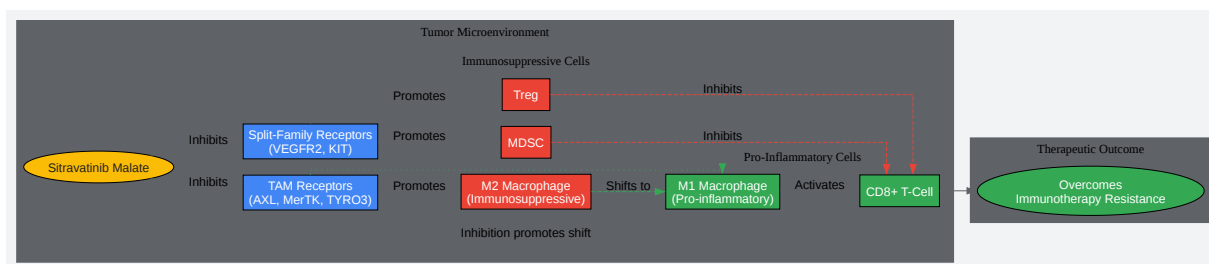 Tumor Microenvironment
Immunosuppressive Cells
Promotes
Treg
Inhibits
Inhibits
Split-Family Receptors
(VEGFR2, KIT)
Promotes
MDSC
Inhibits
Sitravatinib Malate
Inhibits
TAM Receptors
(AXL, MerTK, TYRO3)
Promotes
M2 Macrophage
(Immunosuppressive)
Shifts to
Pro-Inflammatory Cells
M1 Macrophage
(Pro-inflammatory)
Activates
CD8+ T-Cell
Inhibition promotes shift
Therapeutic Outcome
Overcomes
Immunotherapy Resistance